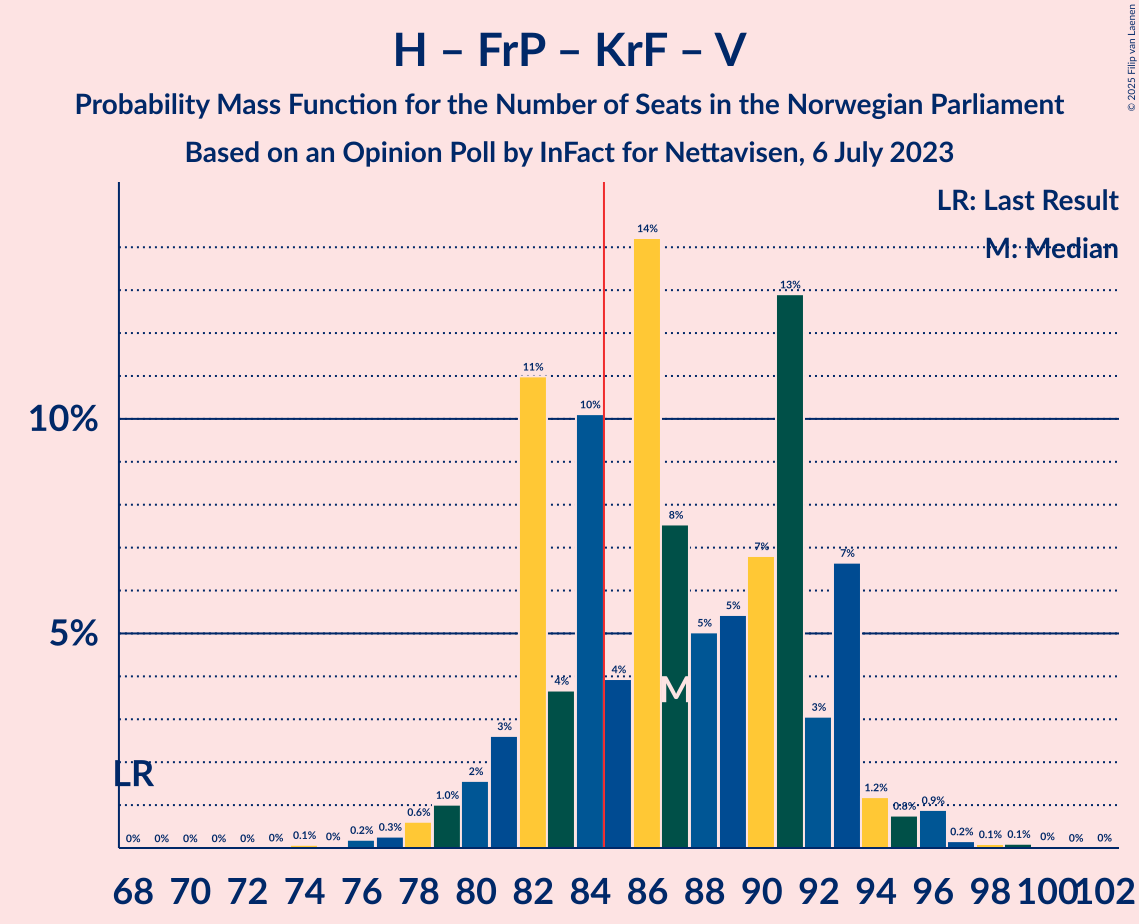 H – FrP – KrF – V
Probability Mass Function for the Number of Seats in the Norwegian Parliament
Based on an Opinion Poll by InFact for Nettavisen, 6 July 2023
© 2025 Filip van Laenen
LR: Last Result
M: Median
10%
5%
LR
M
0% 0% 0% 0% 0% 0% 0.1% 0% 0.2% 0.3% 0.6% 1.0% 2% 3% 11% 4% 10% 4% 14% 8% 5% 5% 7% 13% 3% 7% 1.2% 0.8% 0.9% 0.2% 0.1% 0.1% 0% 0% 0%
68 70 72 74 76 78 80 82 84 86 88 90 92 94 96 98 100 102